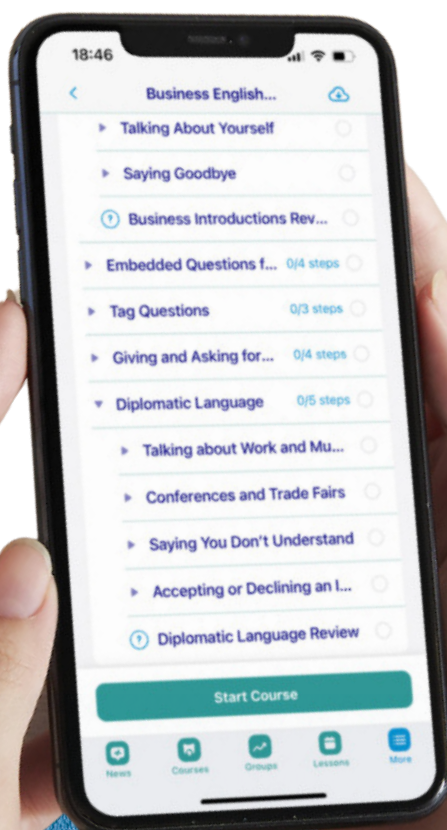 18:46
Business English...
Talking About Yourself
Saying Goodbye
Business Introductions Rev...
Embedded Questions f... 0/4 steps
Tag Questions 0/3 steps
Giving and Asking for... 0/4 steps
Diplomatic Language 0/5 steps
Talking about Work and Mu...
Conferences and Trade Fairs
Saying You Don't Understand
Accepting or Declining an I...
Diplomatic Language Review
Start Course
News Courses Groups Lessons More